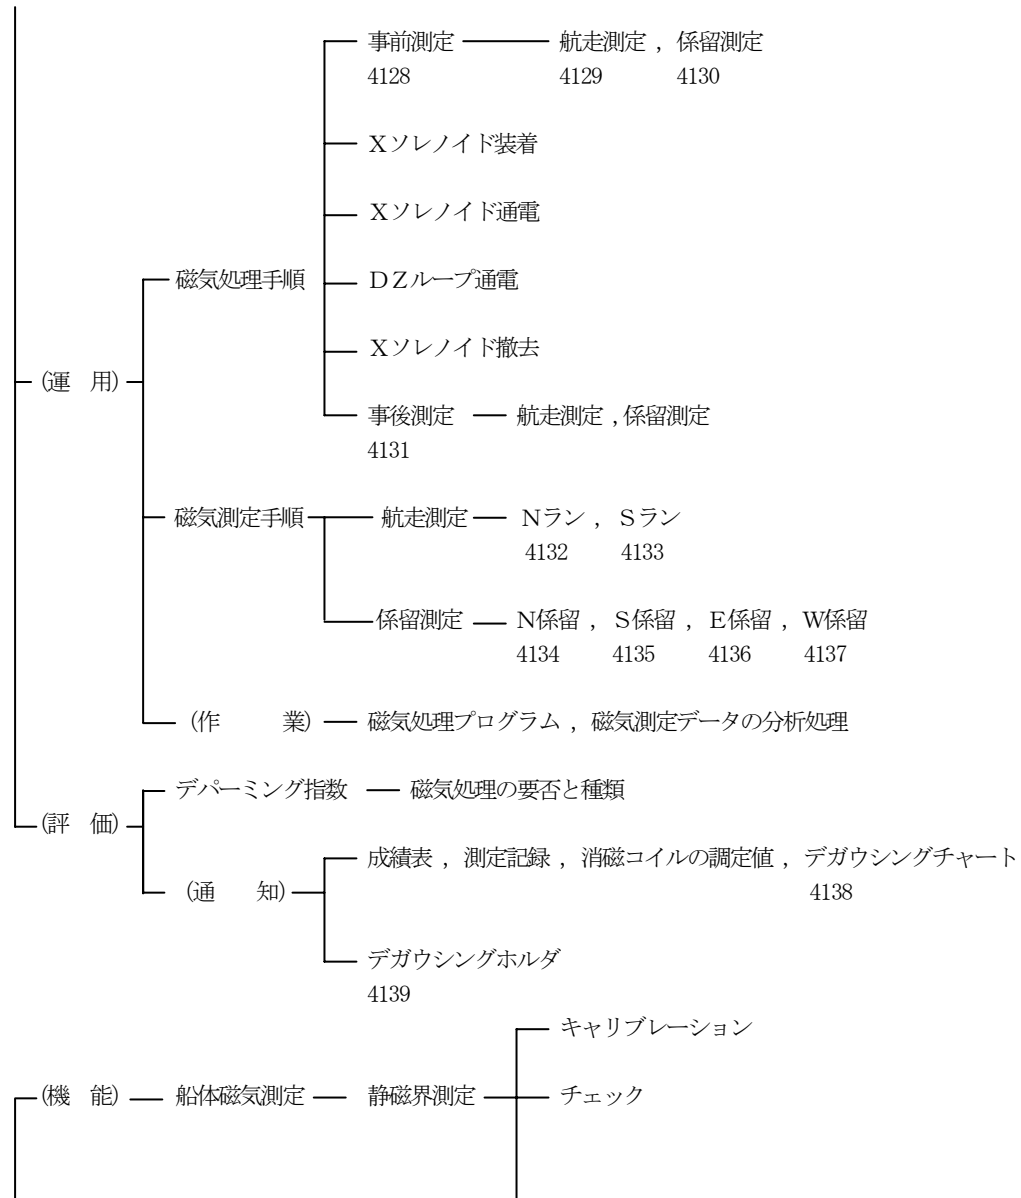 事前測定 航走測定 , 係留測定
4128 4129 4130
Xソレノイド装着
Xソレノイド通電
磁気処理手順 DZループ通電
Xソレノイド撤去
(運 用)
事後測定 航走測定 , 係留測定
4131
磁気測定手順 航走測定 Nラン , Sラン
4132 4133
係留測定 N係留 , S係留 , E係留 , W係留
4134 4135 4136 4137
(作 業) 磁気処理プログラム , 磁気測定データの分析処理
デパーミング指数 磁気処理の要否と種類
(評 価)
成績表 , 測定記録 , 消磁コイルの調定値 , デガウシングチャート
(通 知) 4138
デガウシングホルダ
4139
キャリブレーション
(機 能) 船体磁気測定 静磁界測定 チェック